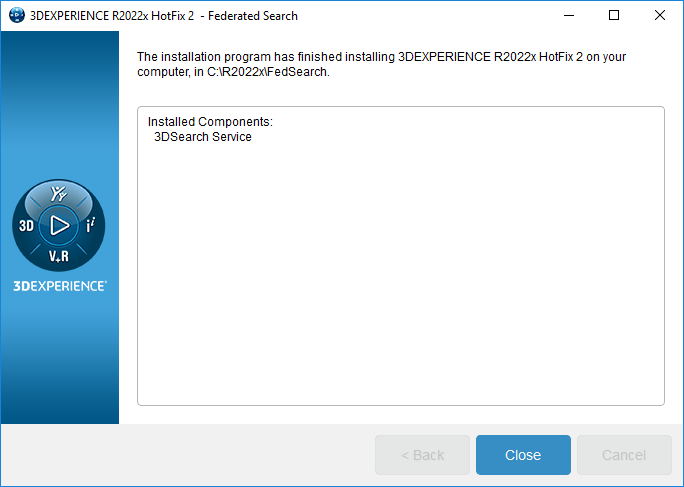 3DEXPERIENCE R2022x HotFix 2 - Federated Search
The installation program has finished installing 3DEXPERIENCE R2022x HotFix 2 on your
computer, in C:\R2022x\FedSearch.
Installed Components:
3DSearch Service
3D
i²
V+R
3DEXPERIENCE
< Back
Close
Cancel